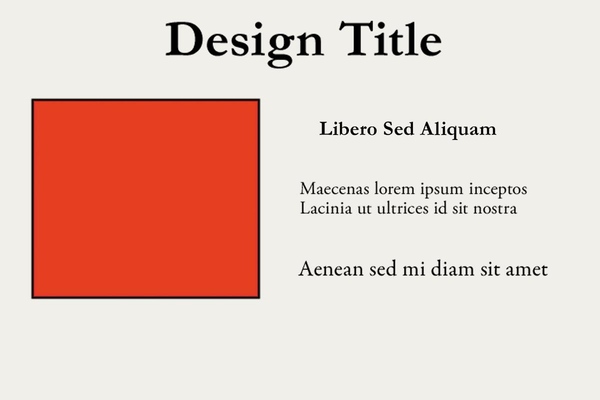 Design Title
Libero Sed Aliquam
Maecenas lorem ipsum inceptos
Lacinia ut ultrices id sit nostra
Aenean sed mi diam sit amet